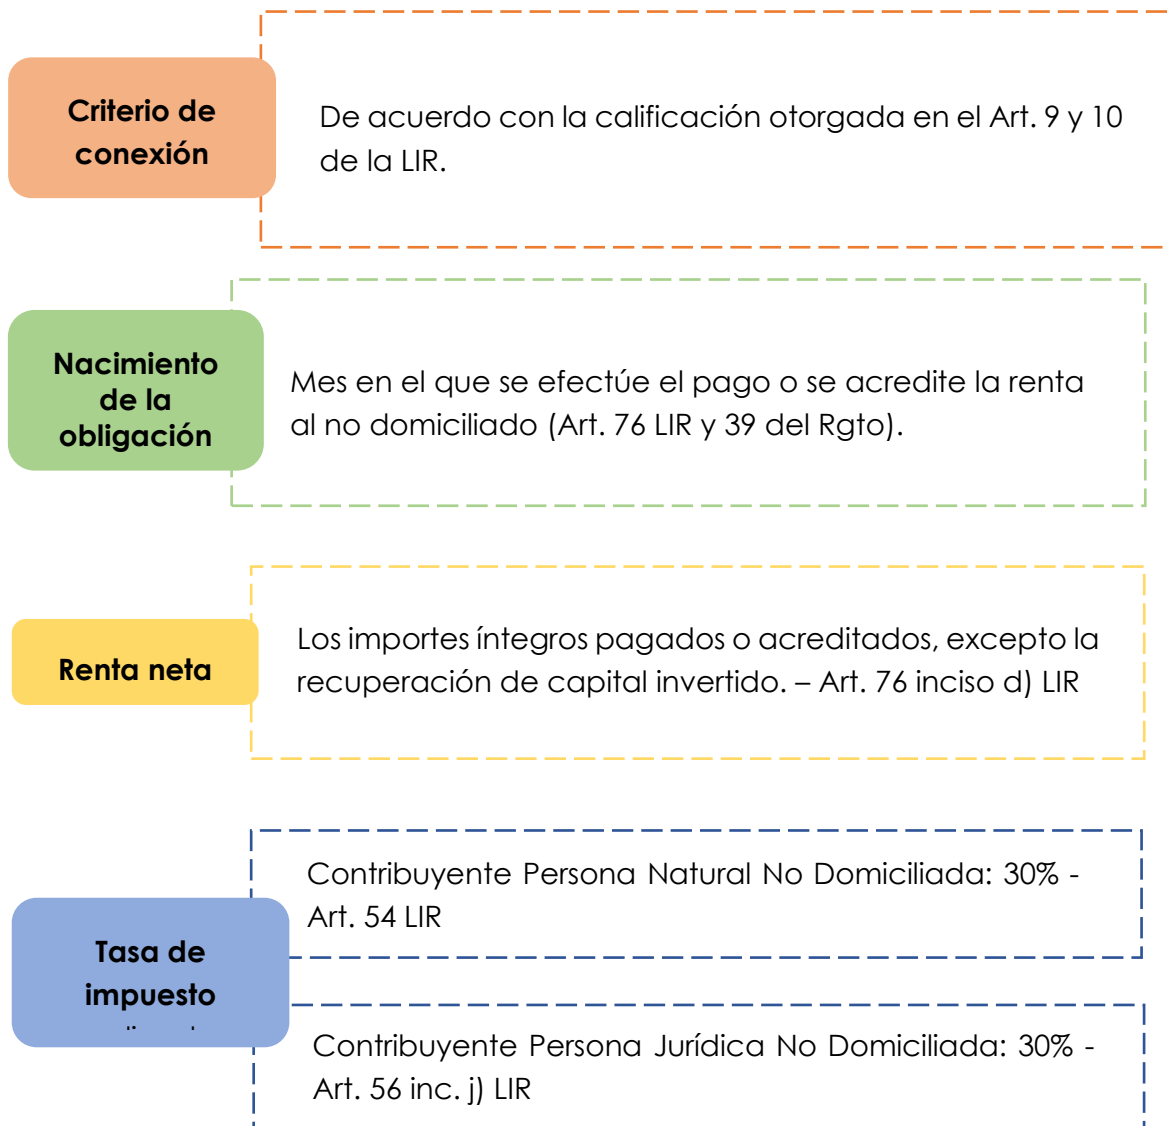 Criterio de
conexión
De acuerdo con la calificación otorgada en el Art. 9 y 10
de la LIR.
Nacimiento
de la
obligación
Mes en el que se efectúe el pago o se acredite la renta
al no domiciliado (Art. 76 LIR y 39 del Rgto).
Renta neta
Los importes íntegros pagados o acreditados, excepto la
recuperación de capital invertido. – Art. 76 inciso d) LIR
Tasa de
impuesto
Contribuyente Persona Natural No Domiciliada: 30% -
Art. 54 LIR
Contribuyente Persona Jurídica No Domiciliada: 30% -
Art. 56 inc. j) LIR